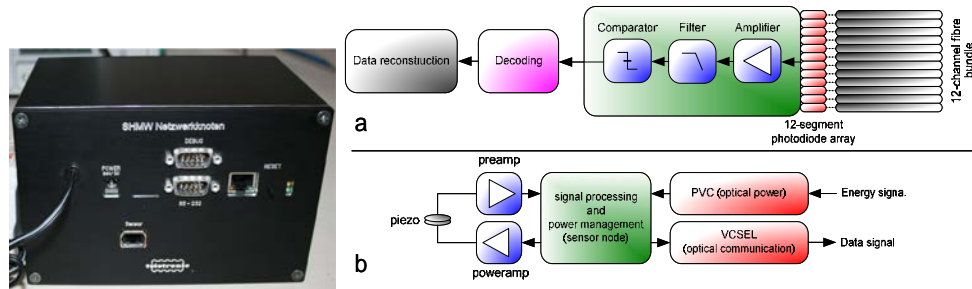 SHMW Netzwerkknoten
DEBUG
POWER
RESET
RS - 232
Sensor
Comparator
Filter
Amplifier
Data reconstruction
Decoding
12-channel fibre
bundle
12-segment
photodiode array
a
preamp
piezo
poweramp
signal processing
and
power management
(sensor node)
PVC (optical power)
Energy signa.
VCSEL
(optical communication)
Data signal
b